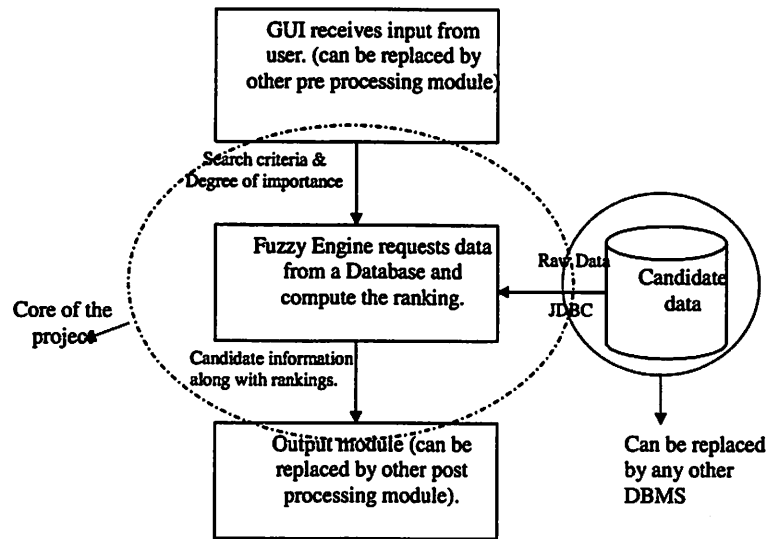 GUI receives input from
user. (can be replaced by
other pre processing module)
Search criteria &
Degree of importance
Fuzzy Engine requests data
from a Database and
compute the ranking.
Raw Data
JDBC
Candidate
data
Core of the
project
Candidate information
along with rankings.
Output module (can be
replaced by other post
processing module).
Can be replaced
by any other
DBMS